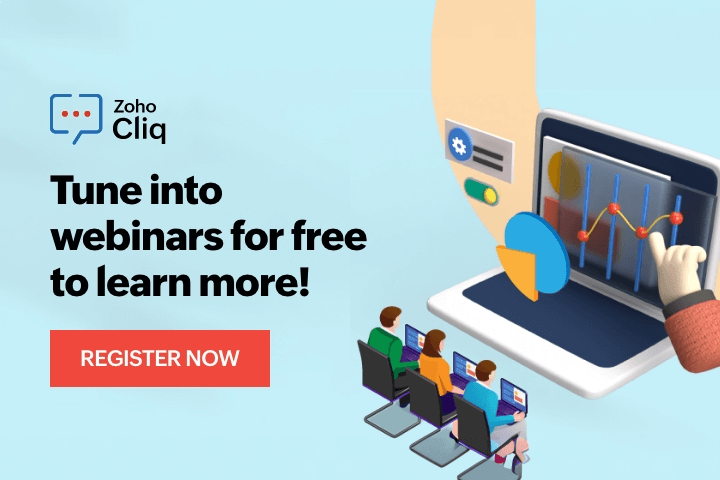 Zoho
Cliq
Tune into
webinars for free
to learn more!
REGISTER NOW